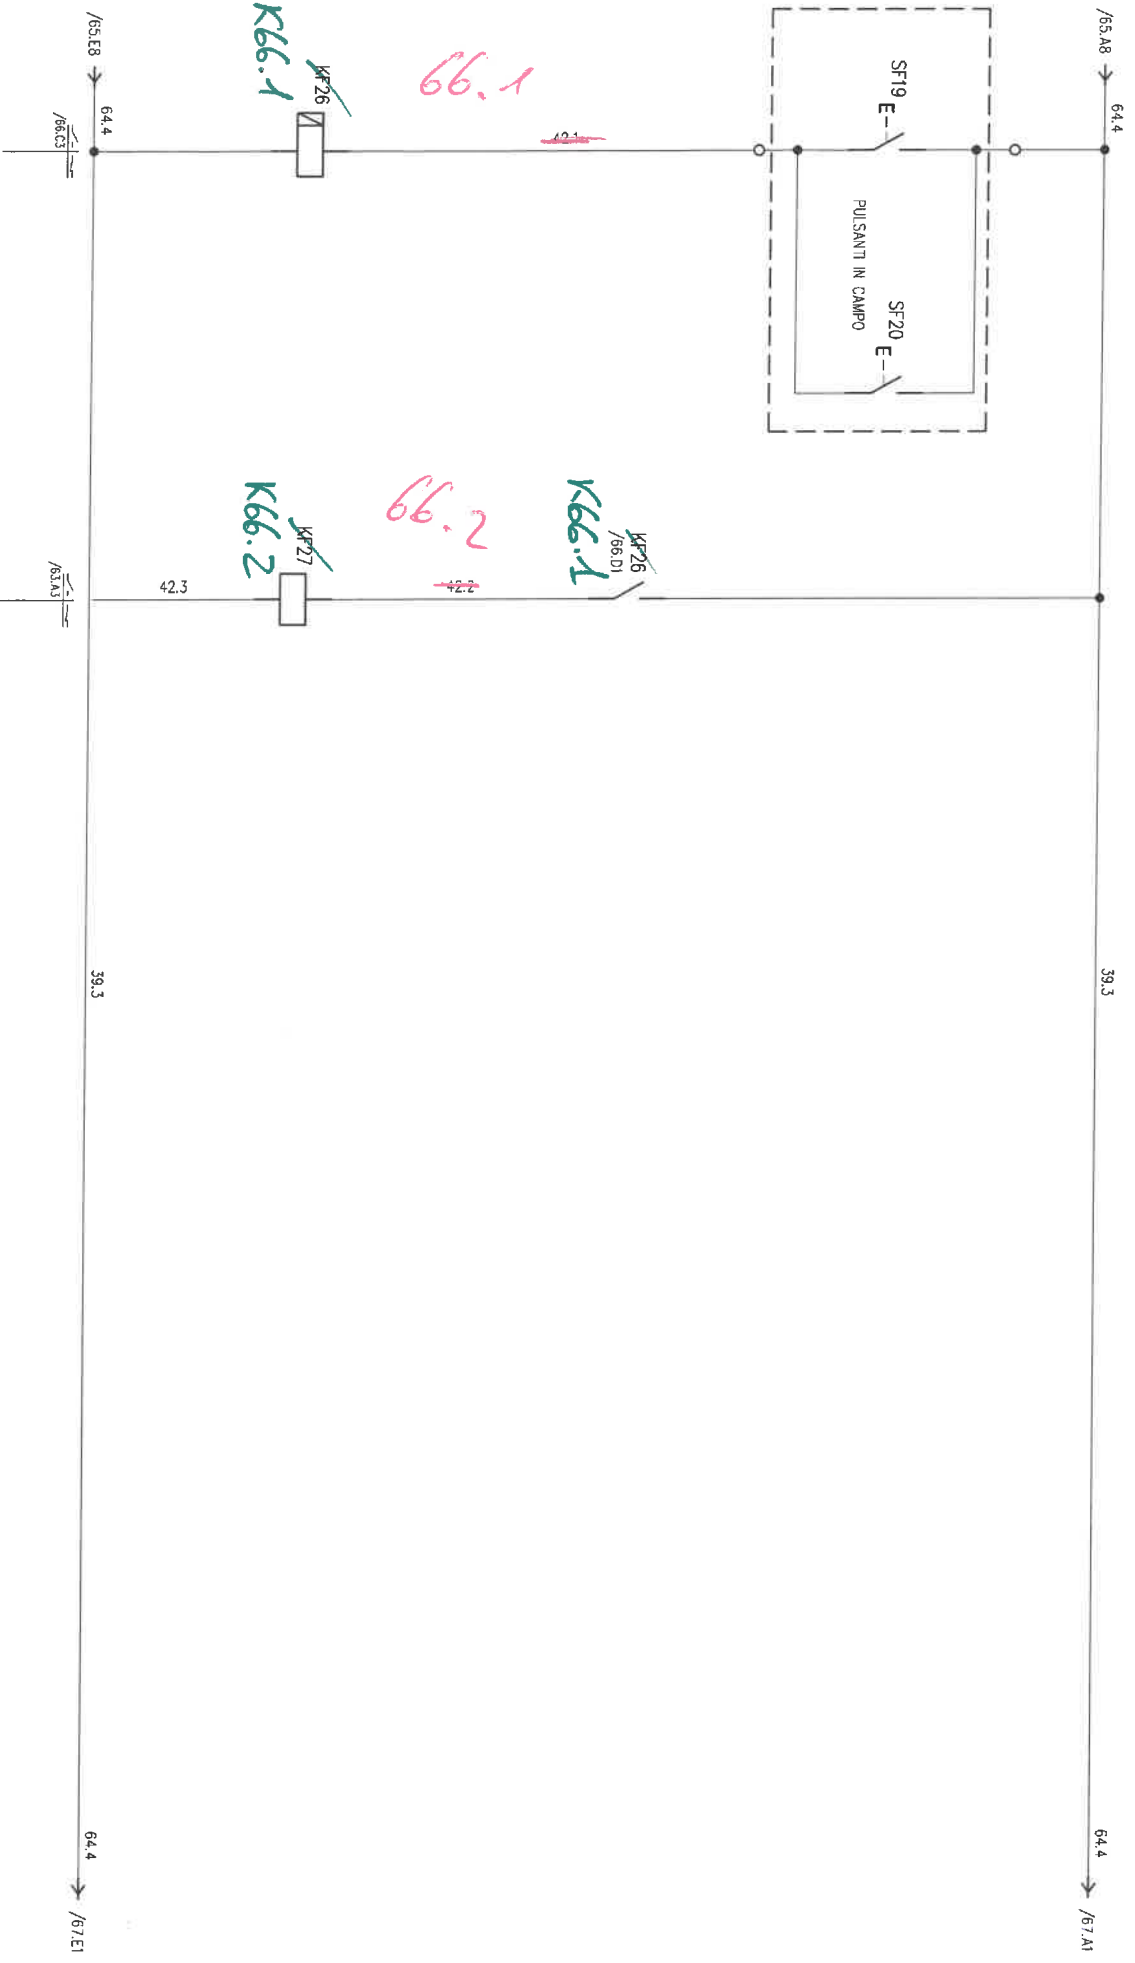 /65.A8
64.4
39.3
64.4
/67.A1
SF19
E
PULSANTI IN CAMPO
SF20
E
42.1
66.1
KF26
K66.1
KF26
/66.D1
K66.1
42.2
66.2
KF27
K66.2
42.3
/65.E8
64.4
39.3
64.4
/67.E1
/66.C3
/63.A3